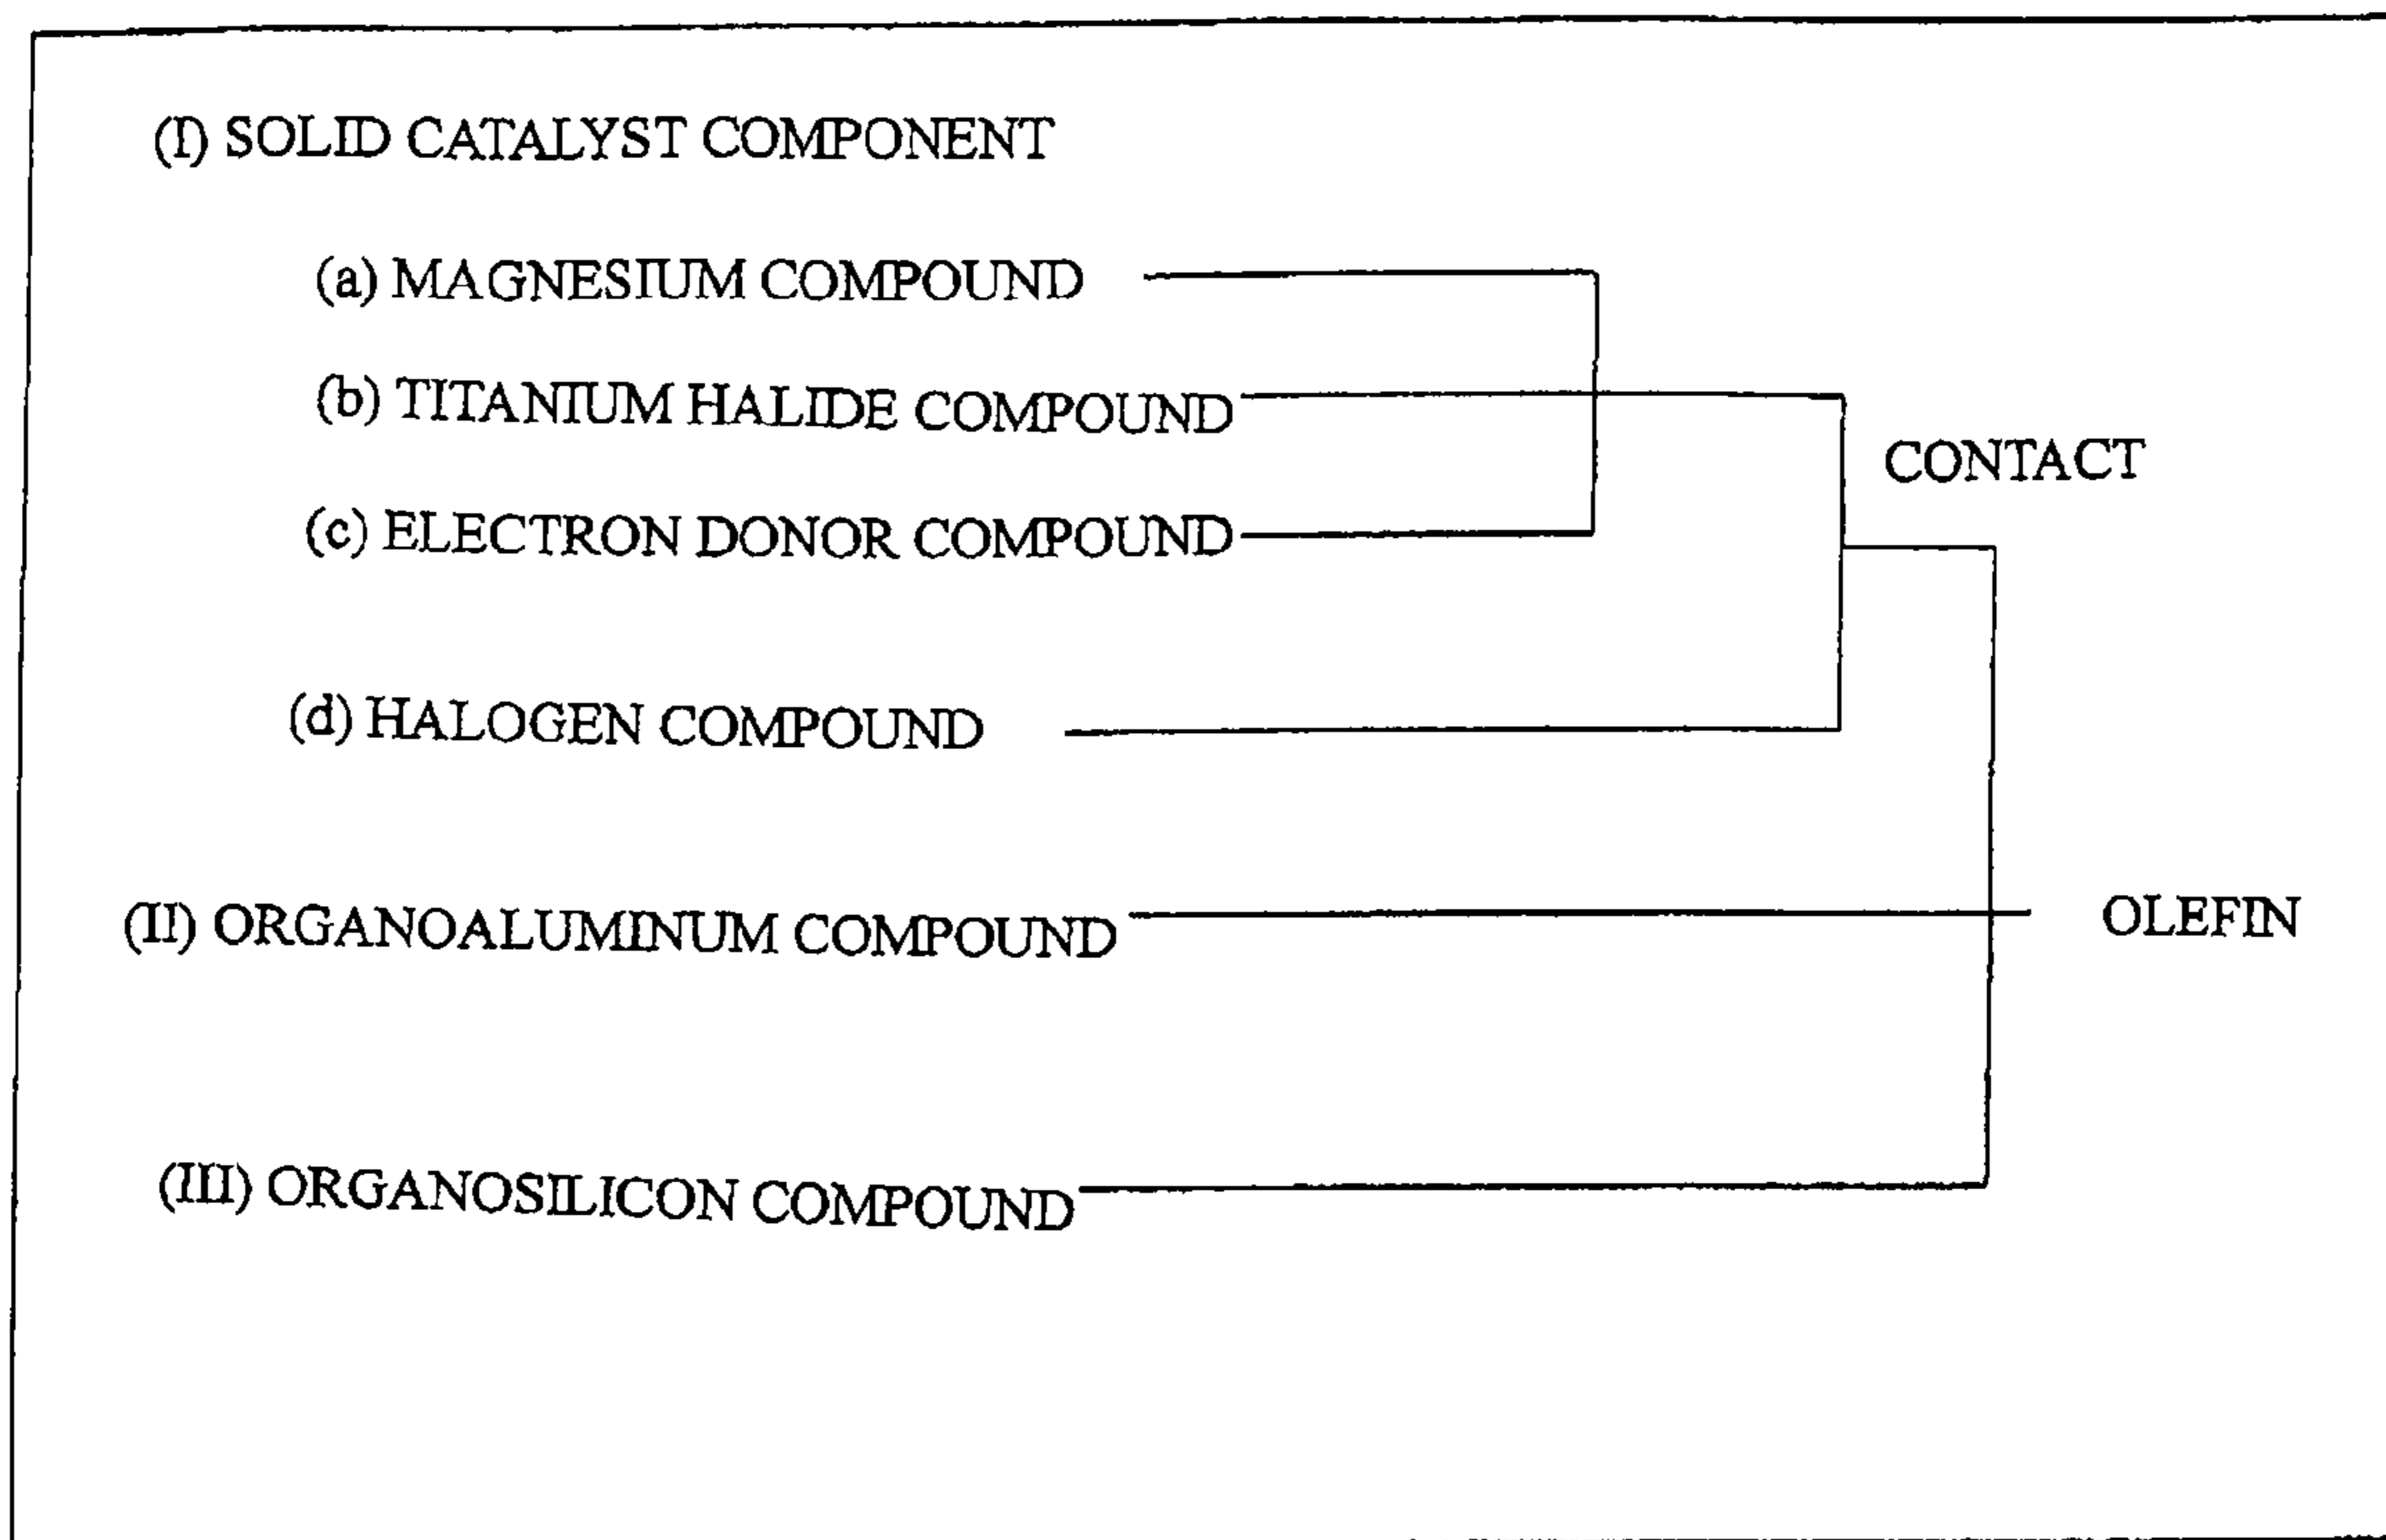 (I) SOLID CATALYST COMPONENT
(a) MAGNESIUM COMPOUND
(b) TITANIUM HALIDE COMPOUND
CONTACT
(c) ELECTRON DONOR COMPOUND
(d) HALOGEN COMPOUND
(II) ORGANOALUMINUM COMPOUND
OLEFIN
(III) ORGANOSILICON COMPOUND